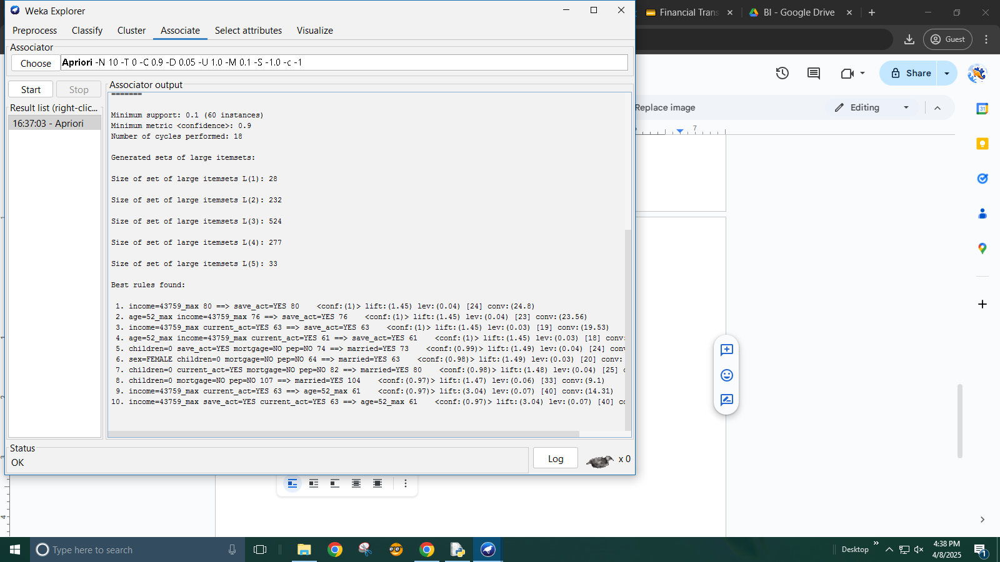 Weka Explorer
Preprocess Classify Cluster Associate Select attributes Visualize
Associator
Choose Apriori -N 10 -T 0 -C 0.9 -D 0.05 -U 1.0 -M 0.1 -S -1.0 -c -1
Start Stop
Result list (right-clic...
16:37:03 - Apriori
Associator output
=======
Minimum support: 0.1 (60 instances)
Minimum metric <confidence>: 0.9
Number of cycles performed: 18
Generated sets of large itemsets:
Size of set of large itemsets L(1): 28
Size of set of large itemsets L(2): 232
Size of set of large itemsets L(3): 524
Size of set of large itemsets L(4): 277
Size of set of large itemsets L(5): 33
Best rules found:
1. income=43759_max 80 ==> save_act=YES 80 <conf:(1)> lift:(1.45) lev:(0.04) [24] conv:(24.8)
2. age=52_max income=43759_max 76 ==> save_act=YES 76 <conf:(1)> lift:(1.45) lev:(0.04) [23] conv:(23.56)
3. income=43759_max current_act=YES 63 ==> save_act=YES 63 <conf:(1)> lift:(1.45) lev:(0.03) [19] conv:(19.53)
4. age=52_max income=43759_max current_act=YES 61 ==> save_act=YES 61 <conf:(1)> lift:(1.45) lev:(0.03) [18] conv
5. children=0 save_act=YES mortgage=NO pep=NO 74 ==> married=YES 73 <conf:(0.99)> lift:(1.49) lev:(0.04) [24] conv
6. sex=FEMALE children=0 mortgage=NO pep=NO 64 ==> married=YES 63 <conf:(0.98)> lift:(1.49) lev:(0.03) [20] conv:
7. children=0 current_act=YES mortgage=NO pep=NO 82 ==> married=YES 80 <conf:(0.98)> lift:(1.48) lev:(0.04) [25] c
8. children=0 mortgage=NO pep=NO 107 ==> married=YES 104 <conf:(0.97)> lift:(1.47) lev:(0.06) [33] conv:(9.1)
9. income=43759_max current_act=YES 63 ==> age=52_max 61 <conf:(0.97)> lift:(3.04) lev:(0.07) [40] conv:(14.31)
10. income=43759_max save_act=YES current_act=YES 63 ==> age=52_max 61 <conf:(0.97)> lift:(3.04) lev:(0.07) [40] co
Status
OK
Log
x 0
Financial Trans
BI - Google Drive
Guest
Share
Replace image
Editing
7
31
1
1
2
3
4
Type here to search
Desktop
4:38 PM
4/8/2025
1